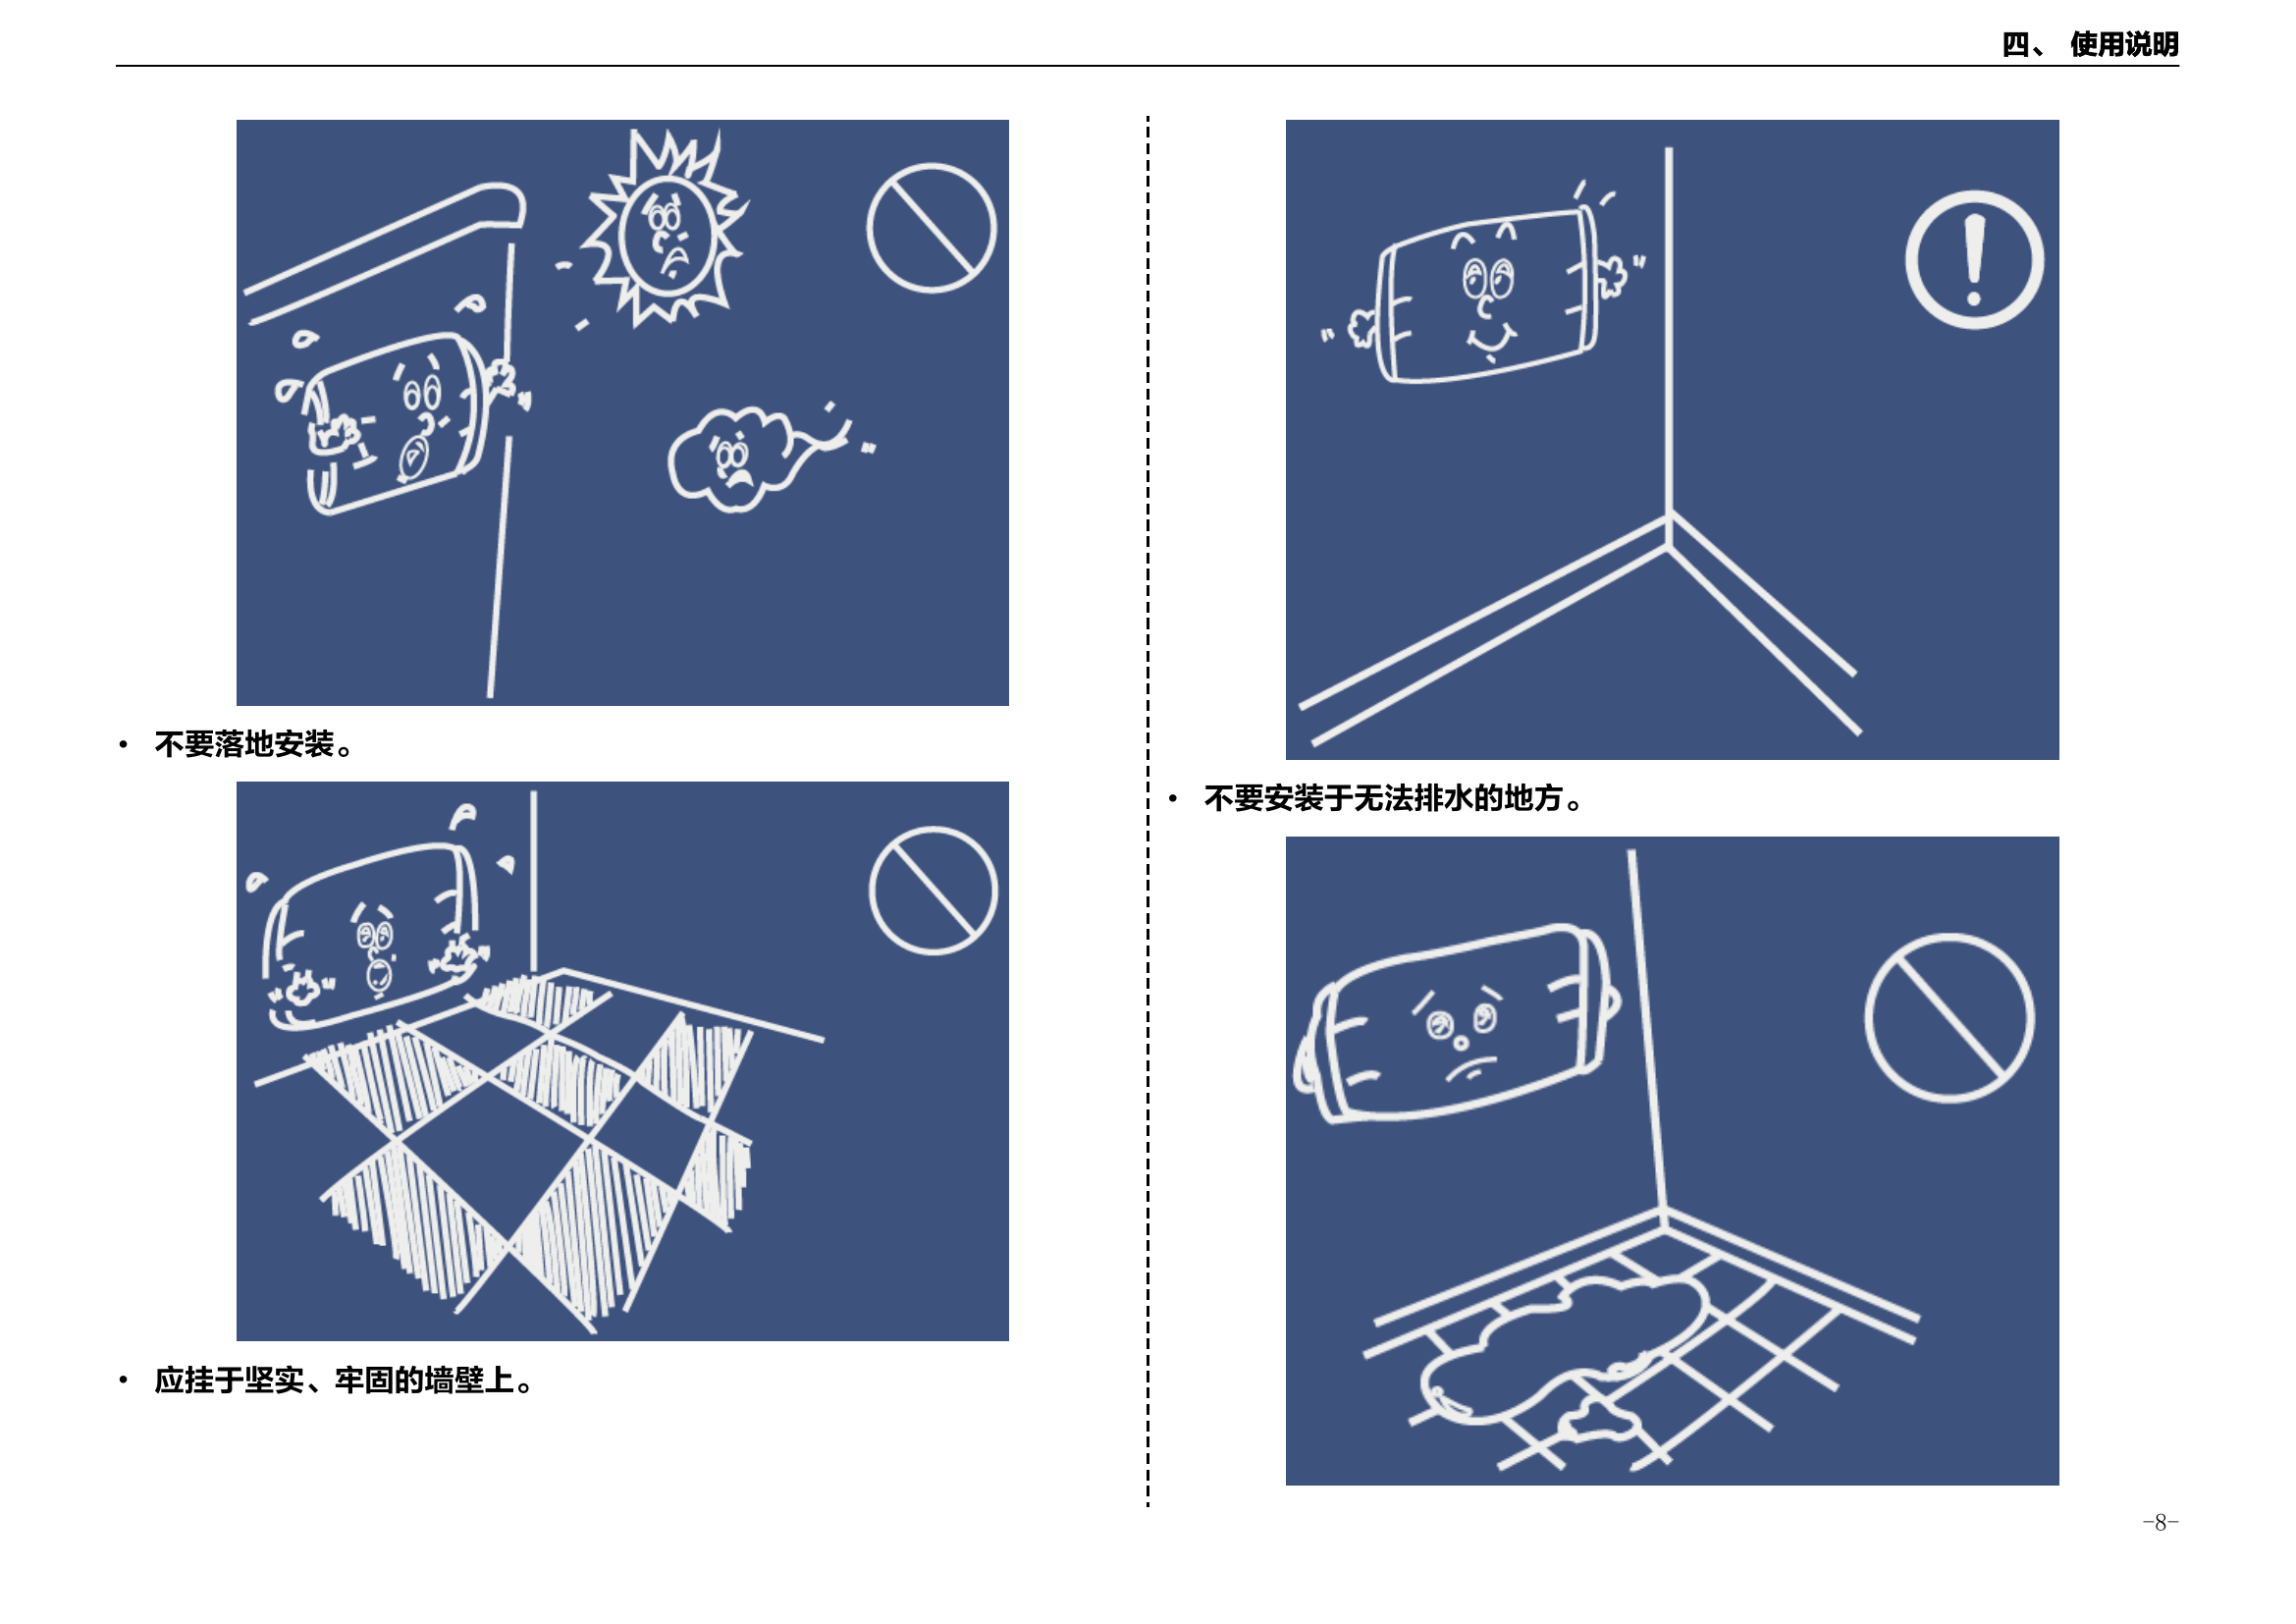 四、 使用说明
• 不要落地安装。
• 应挂于坚实、牢固的墙壁上。
• 不要安装于无法排水的地方。
-8-